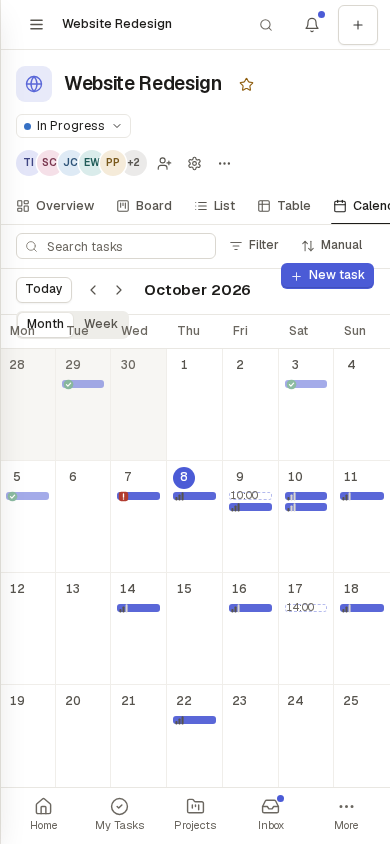 Website Redesign
Website Redesign
In Progress
TI SC JC EW PP +2
Overview Board List Table Calend
Search tasks Filter Manual
Today October 2026 New task
Month Week
Mon Tue Wed Thu Fri Sat Sun
28 29 30 1 2 3 4
5 6 7 8 9 10 11
10:00
12 13 14 15 16 17 18
14:00
19 20 21 22 23 24 25
Home My Tasks Projects Inbox More